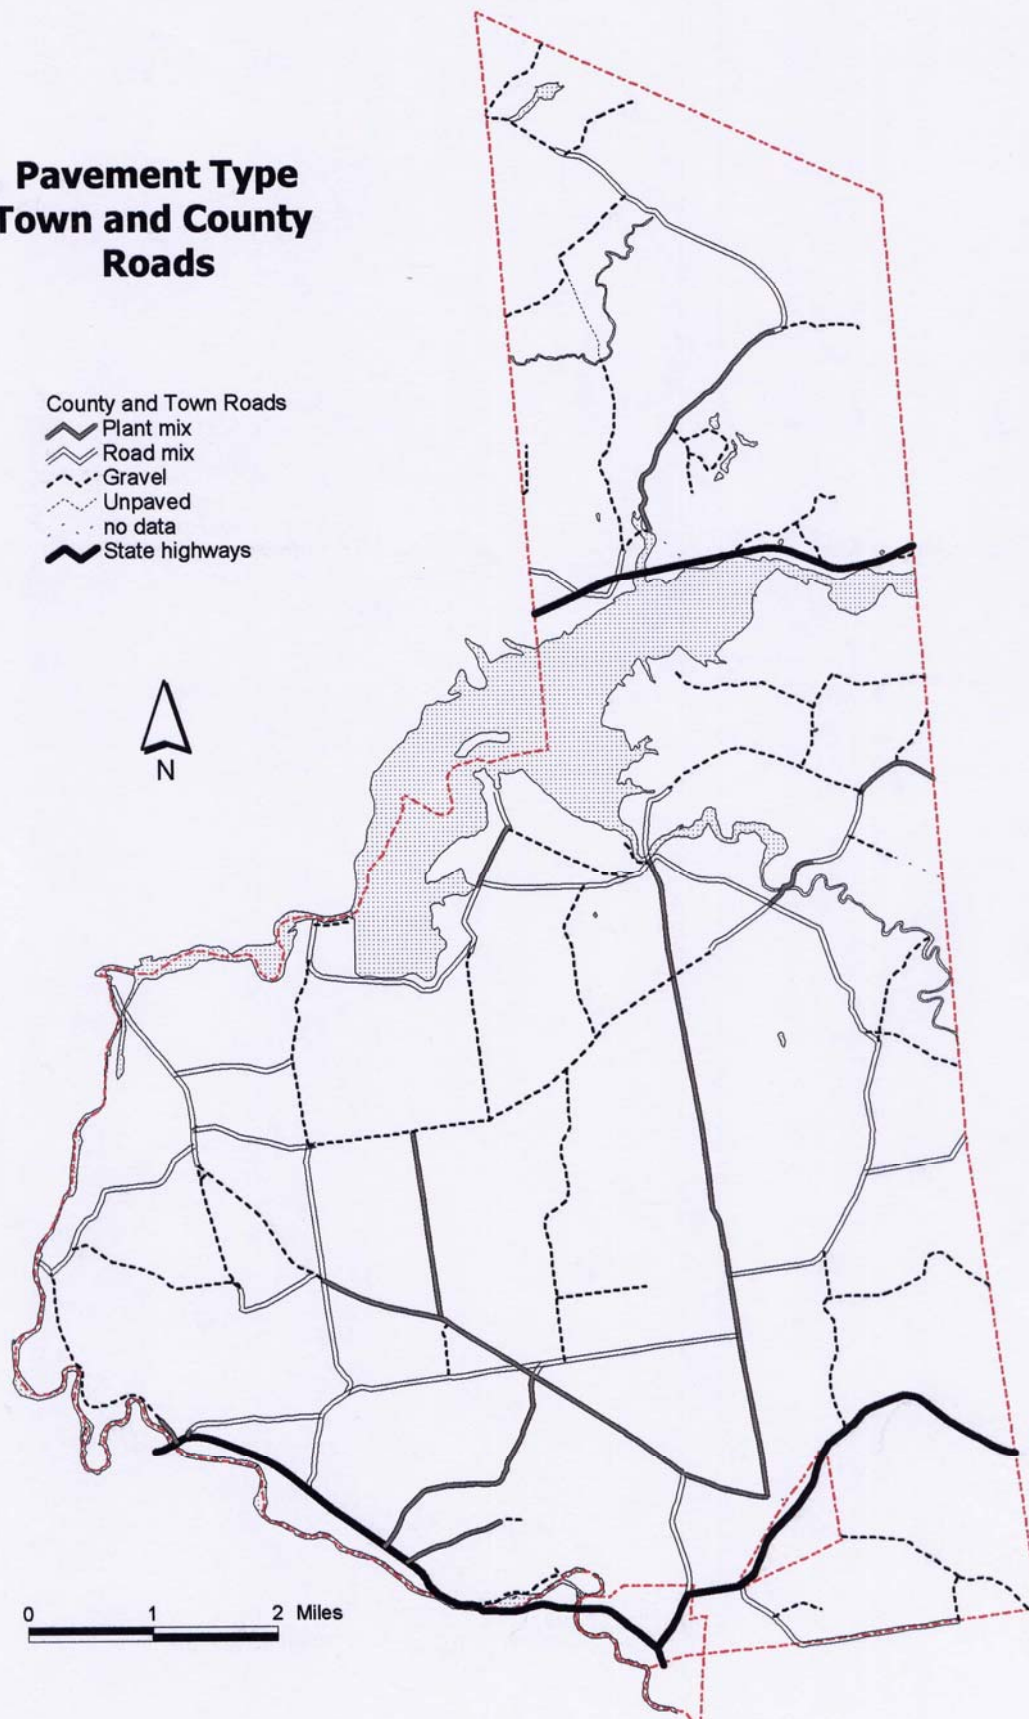 Pavement Type
Town and County
Roads
County and Town Roads
Plant mix
Road mix
Gravel
Unpaved
no data
State highways
N
0 1 2 Miles